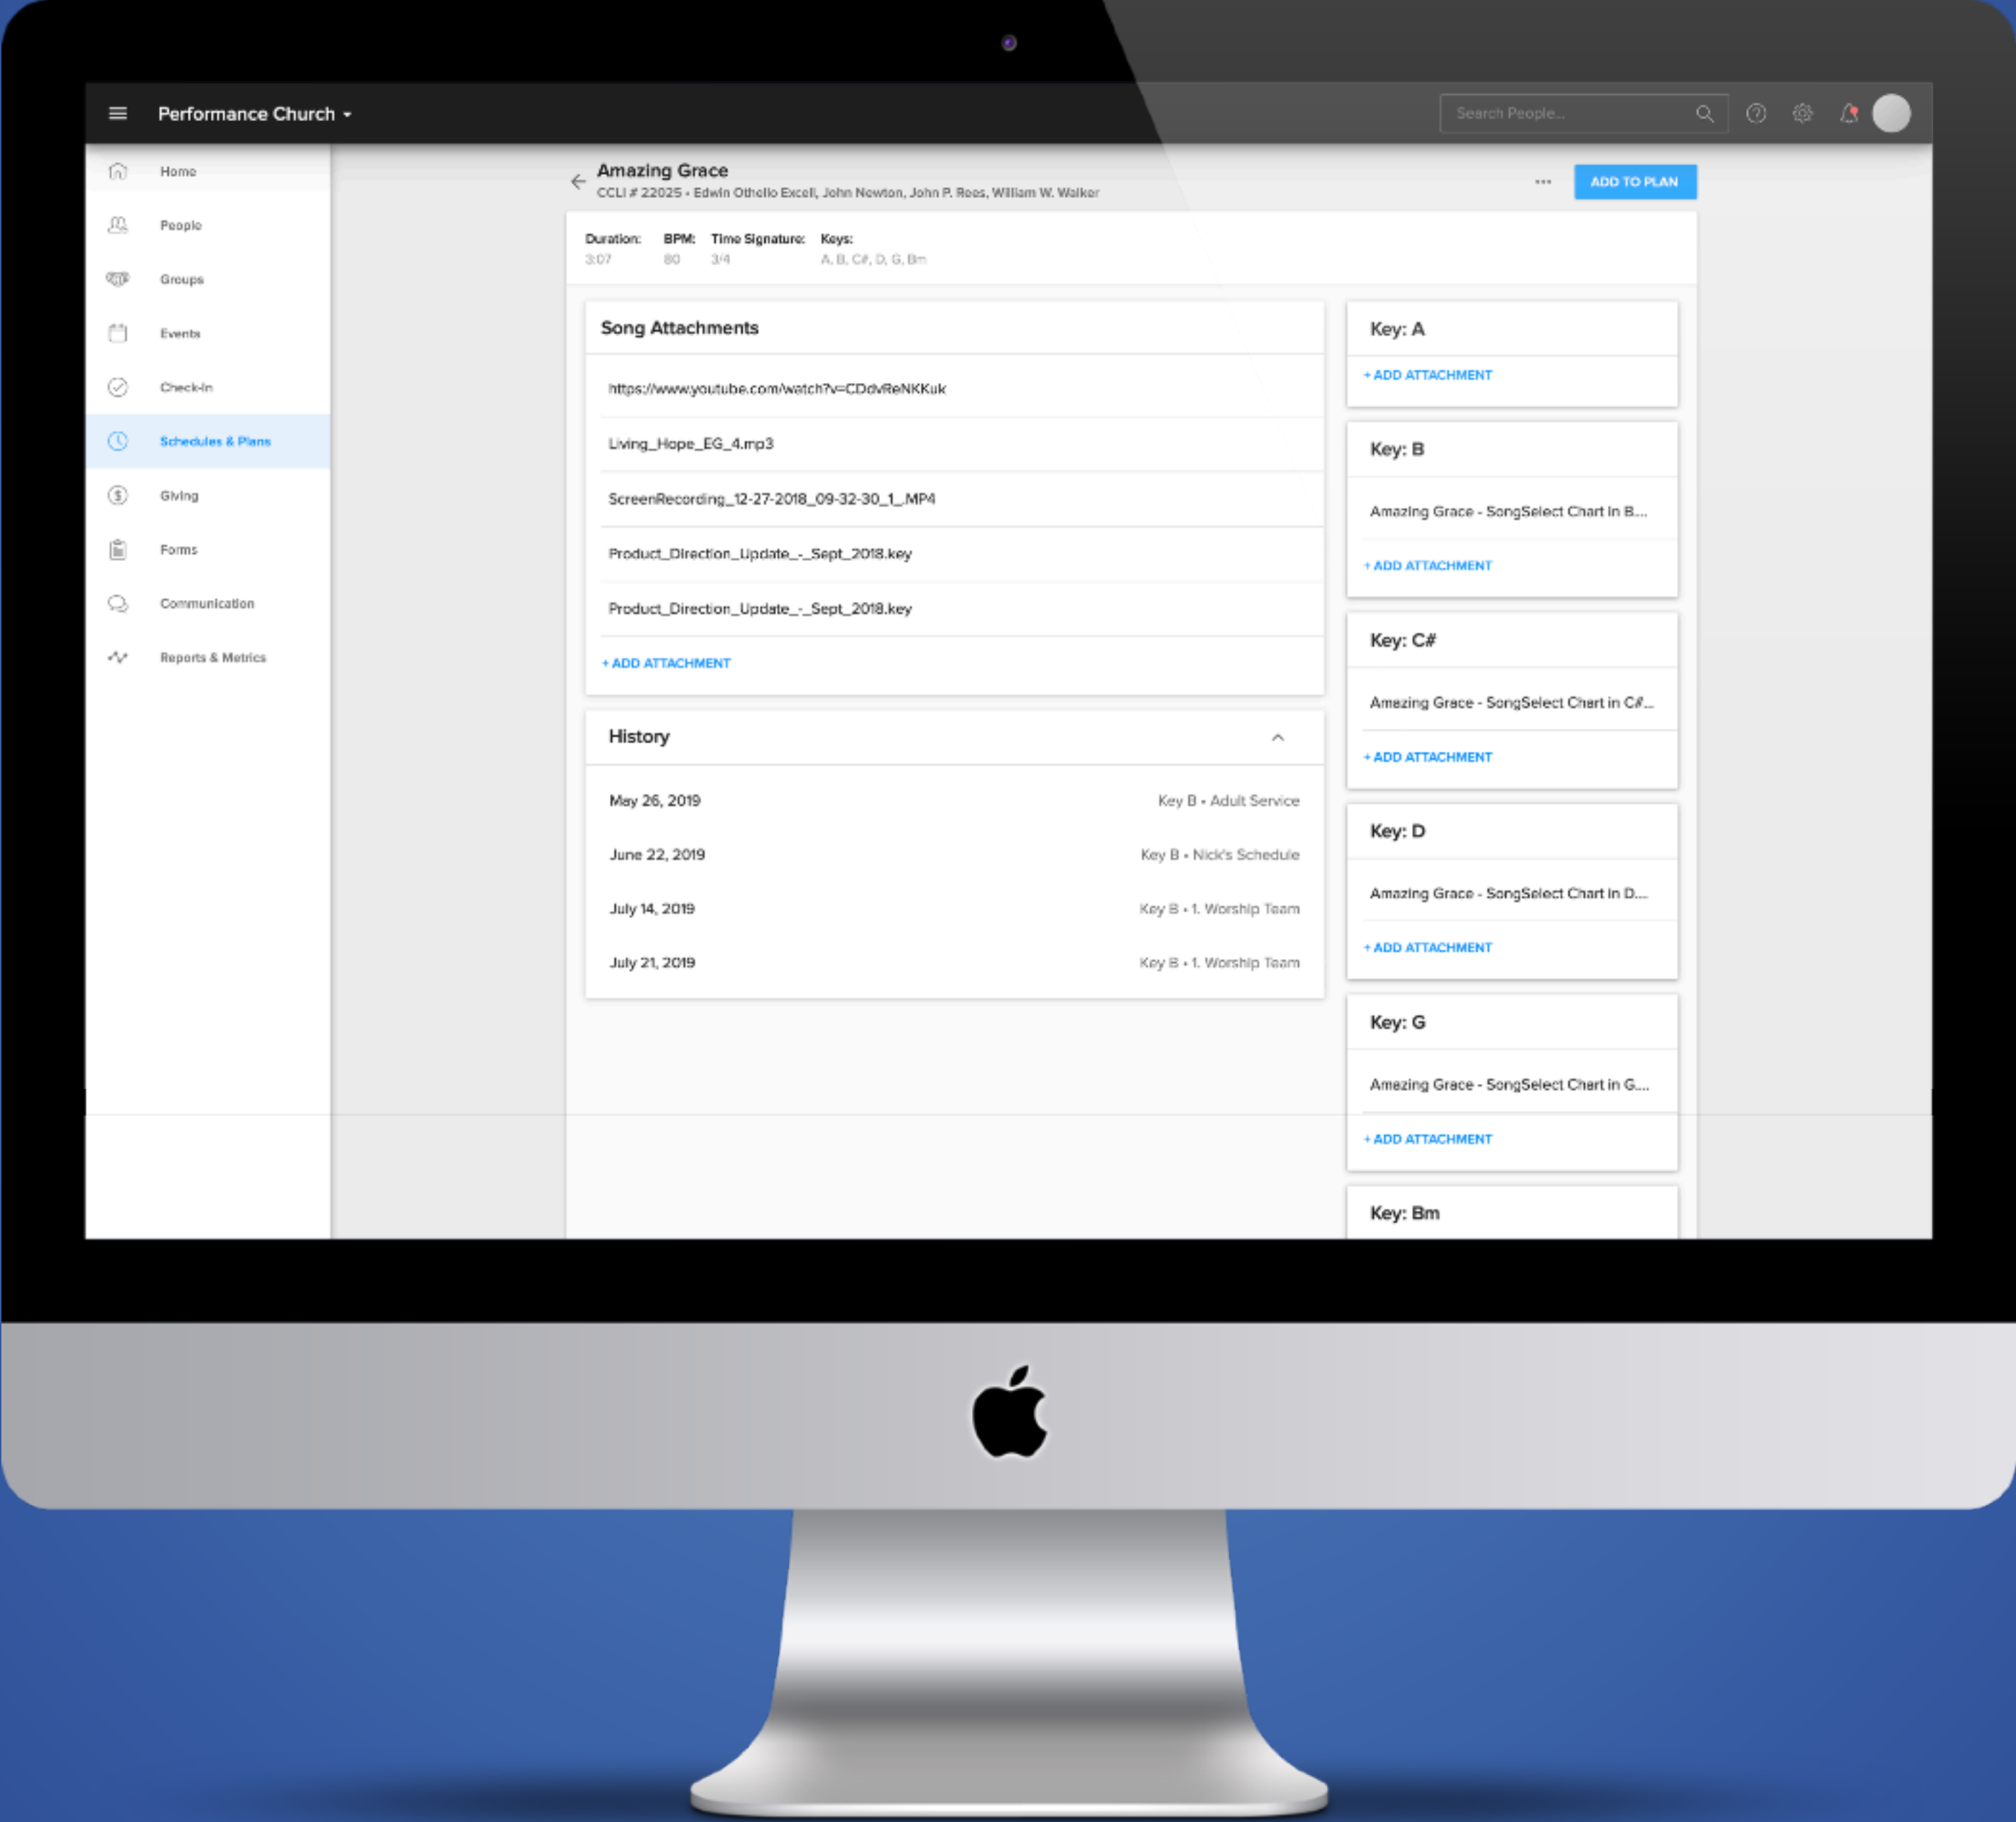 Performance Church
Search People...
Home
People
Groups
Events
Check-In
Schedules & Plans
Giving
Forms
Communication
Reports & Metrics
Amazing Grace
CCLI # 22025 • Edwin Othello Excell, John Newton, John P. Rees, William W. Walker
ADD TO PLAN
Duration: BPM: Time Signature: Keys:
3:07 80 3/4 A, B, C#, D, G, Bm
Song Attachments
https://www.youtube.com/watch?v=CDdvReNKKuk
Living_Hope_EG_4.mp3
ScreenRecording_12-27-2018_09-32-30_1_.MP4
Product_Direction_Update_-_Sept_2018.key
Product_Direction_Update_-_Sept_2018.key
+ ADD ATTACHMENT
History
May 26, 2019 Key B • Adult Service
June 22, 2019 Key B • Nick's Schedule
July 14, 2019 Key B • 1. Worship Team
July 21, 2019 Key B • 1. Worship Team
Key: A
+ ADD ATTACHMENT
Key: B
Amazing Grace - SongSelect Chart in B....
+ ADD ATTACHMENT
Key: C#
Amazing Grace - SongSelect Chart in C#...
+ ADD ATTACHMENT
Key: D
Amazing Grace - SongSelect Chart in D....
+ ADD ATTACHMENT
Key: G
Amazing Grace - SongSelect Chart in G....
+ ADD ATTACHMENT
Key: Bm